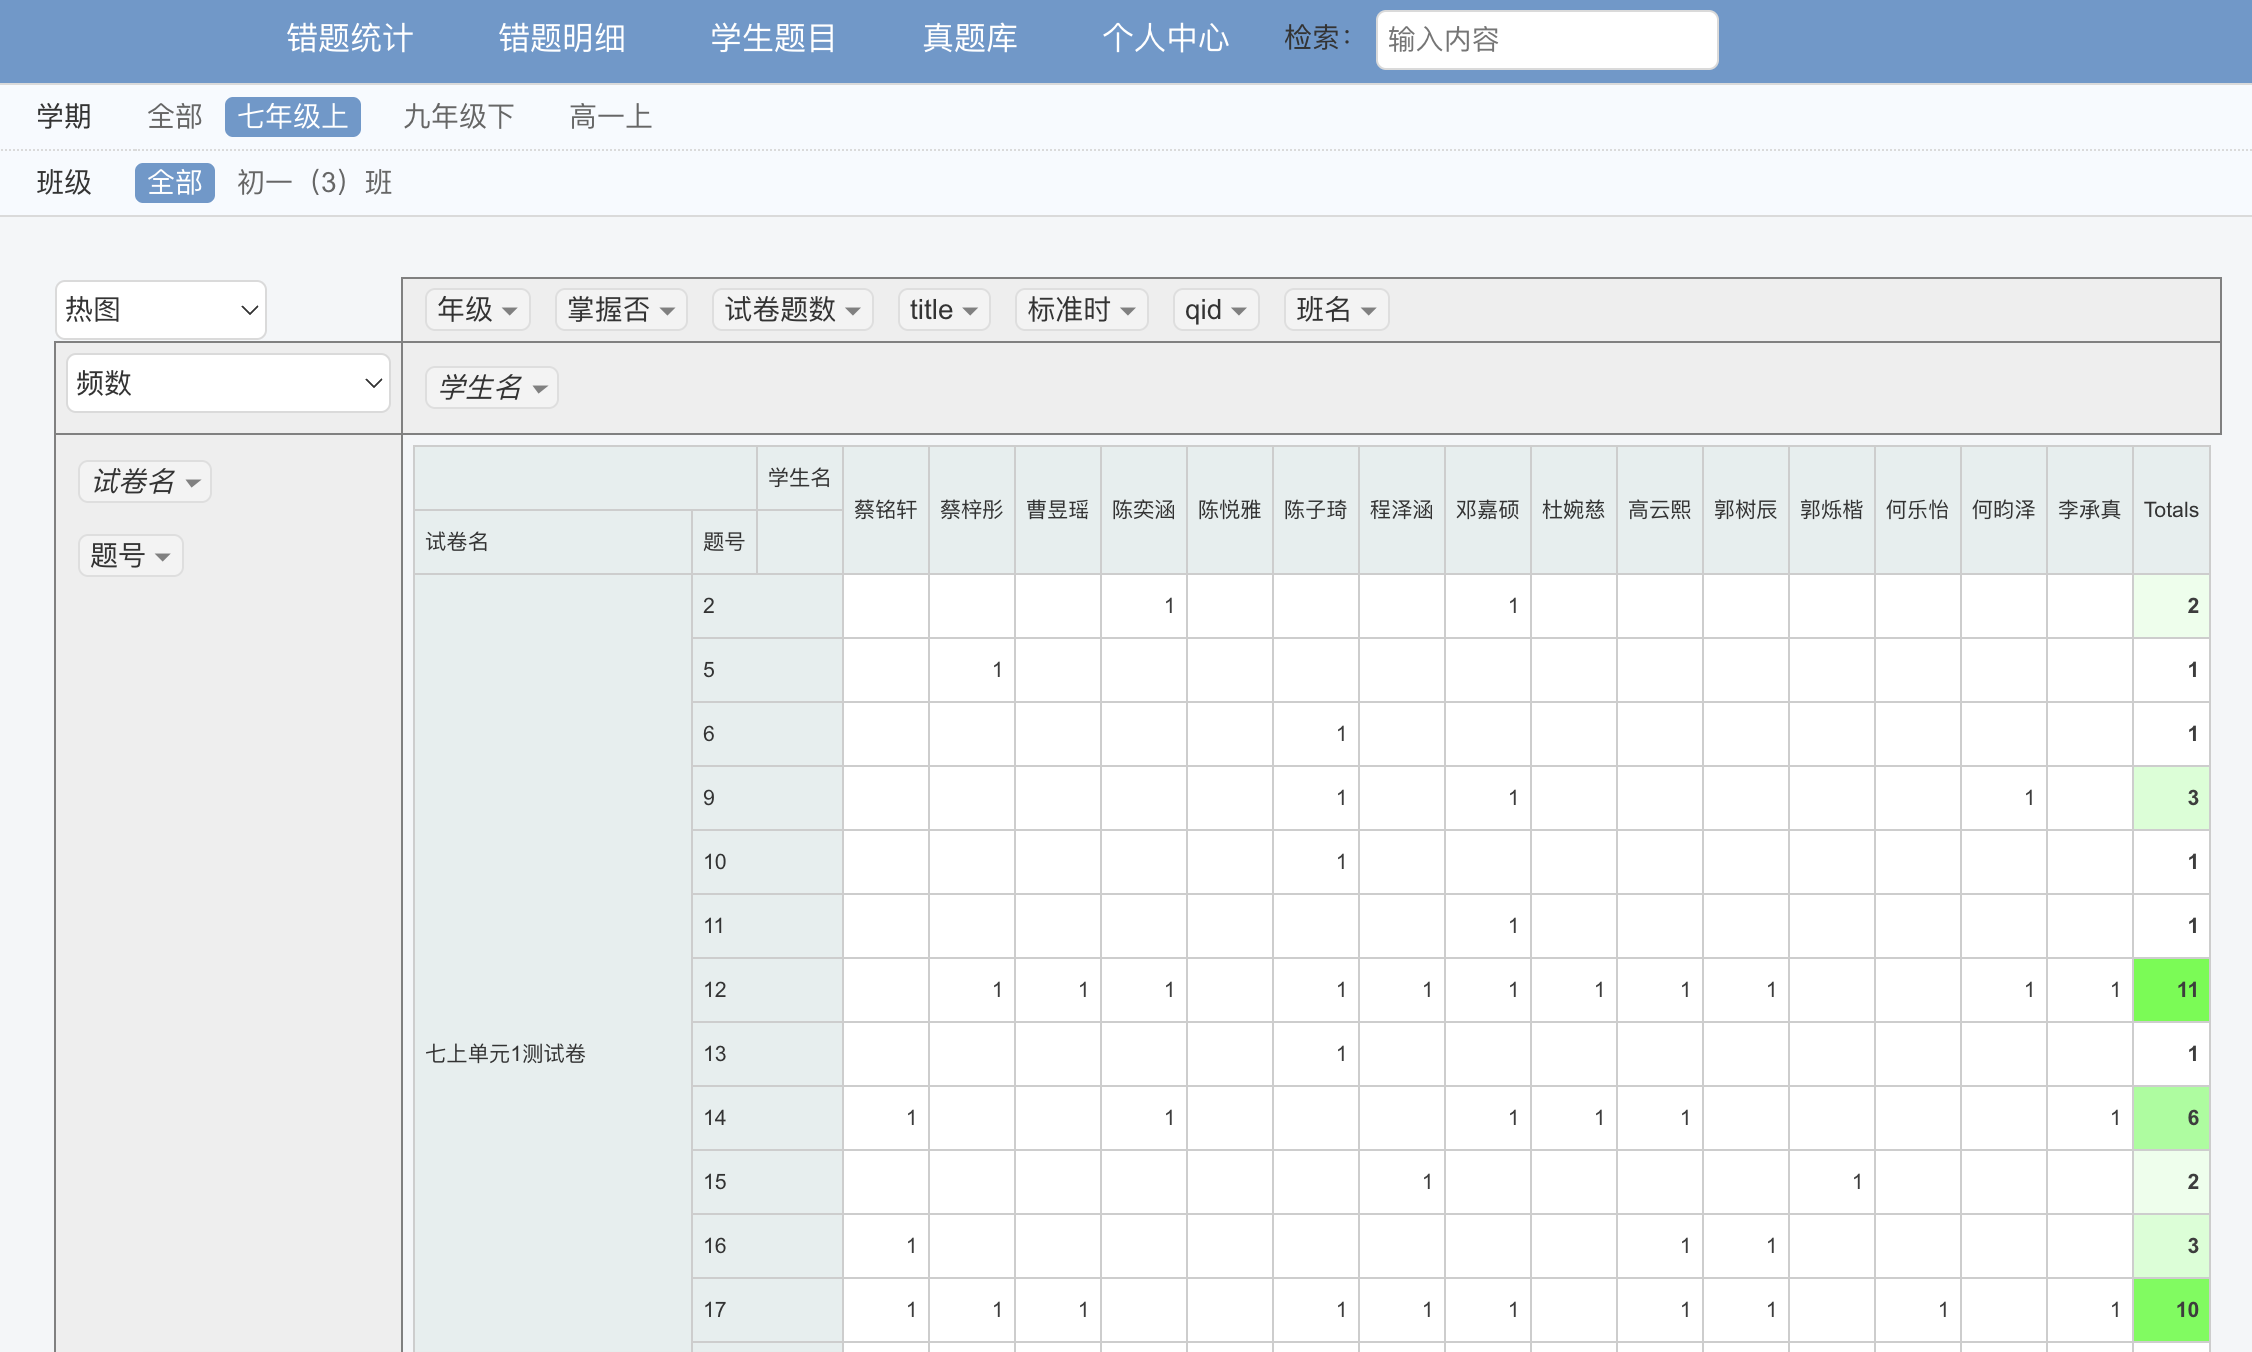 错题统计 错题明细 学生题目 真题库 个人中心 检索： 输入内容
学期 全部 七年级上 九年级下 高一上
班级 全部 初一（3）班
热图 年级 掌握否 试卷题数 title 标准时 qid 班名
频数 学生名
试卷名
题号
学生名 蔡铭轩 蔡梓彤 曹昱瑶 陈奕涵 陈悦雅 陈子琦 程泽涵 邓嘉硕 杜婉慈 高云熙 郭树辰 郭烁楷 何乐怡 何昀泽 李承真 Totals
试卷名 题号
七上单元1测试卷
2 1 1 2
5 1 1
6 1 1
9 1 1 1 3
10 1 1
11 1 1
12 1 1 1 1 1 1 1 1 1 1 1 11
13 1 1
14 1 1 1 1 1 1 6
15 1 1 2
16 1 1 1 3
17 1 1 1 1 1 1 1 1 1 1 10